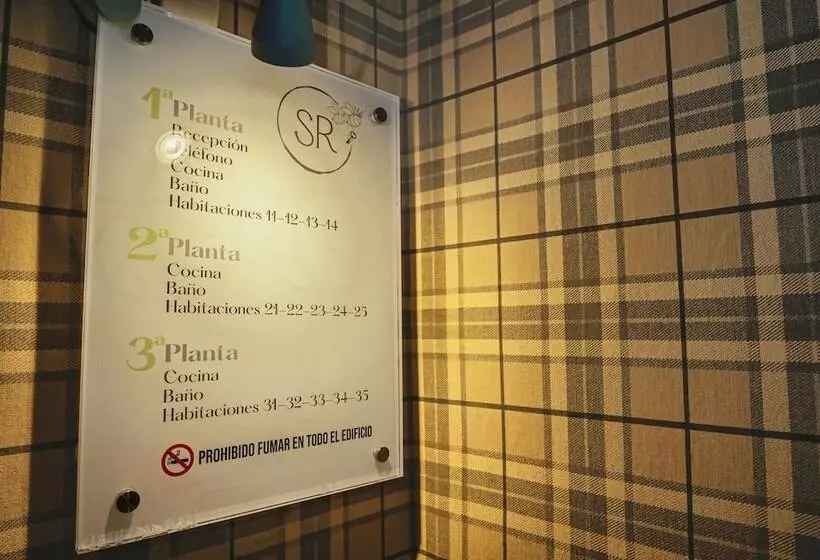 SR
1ª Planta
Recepción
Teléfono
Cocina
Baño
Habitaciones 11-12-13-14
2ª Planta
Cocina
Baño
Habitaciones 21-22-23-24-25
3ª Planta
Cocina
Baño
Habitaciones 31-32-33-34-35
PROHIBIDO FUMAR EN TODO EL EDIFICIO